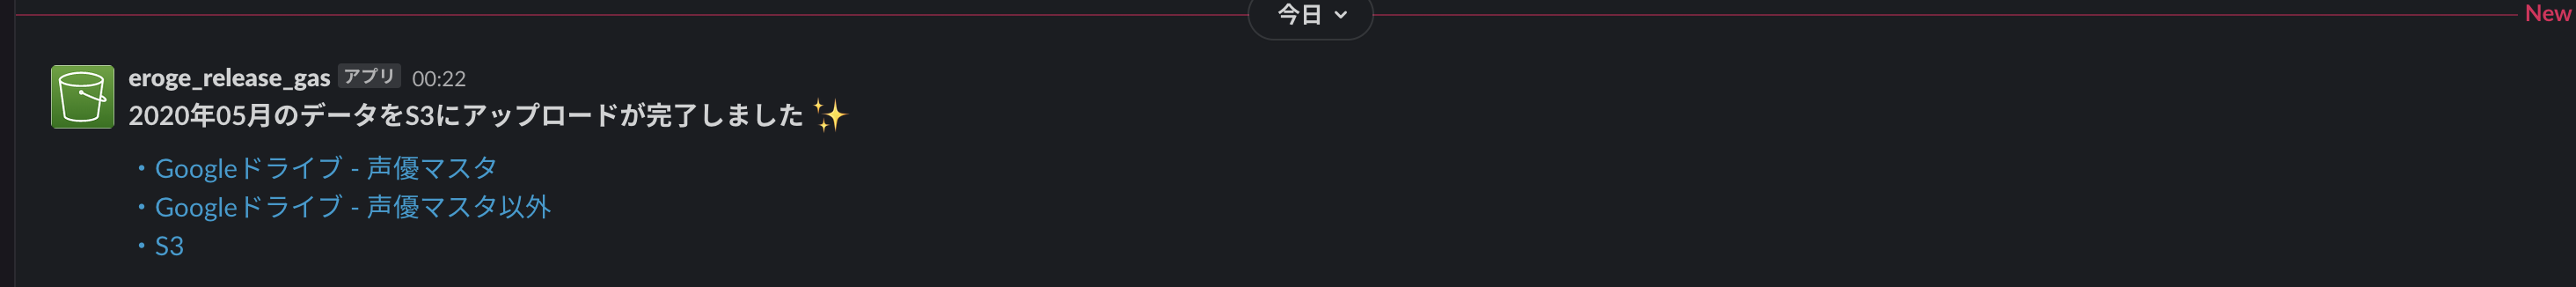 今日
New
eroge_release_gas アプリ 00:22
2020年05月のデータをS3にアップロードが完了しました ✨
・Googleドライブ - 声優マスタ
・Googleドライブ - 声優マスタ以外
・S3